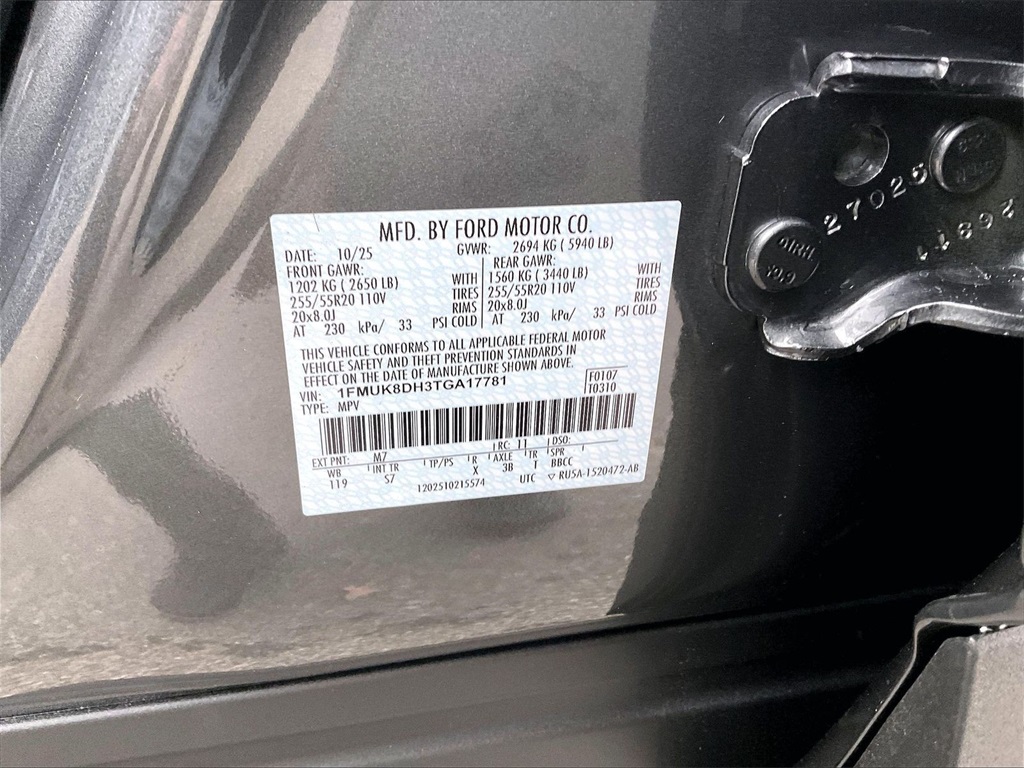 MFD. BY FORD MOTOR CO.
DATE: 10/25 GVWR: 2694 KG ( 5940 LB)
FRONT GAWR: REAR GAWR:
1202 KG ( 2650 LB) WITH 1560 KG ( 3440 LB) WITH
255/55R20 110V TIRES 255/55R20 110V TIRES
20x8.0J RIMS 20x8.0J RIMS
AT 230 kPa/ 33 PSI COLD AT 230 kPa/ 33 PSI COLD
THIS VEHICLE CONFORMS TO ALL APPLICABLE FEDERAL MOTOR
VEHICLE SAFETY AND THEFT PREVENTION STANDARDS IN
EFFECT ON THE DATE OF MANUFACTURE SHOWN ABOVE.
VIN: 1FMUK8DH3TGA17781 F0107
TYPE: MPV T0310
EXT PNT: M7 RC: 11 DSO:
WB INT TR TP/PS R AXLE TR SPR
119 S7 X 3B T BBCC
1202510215574 UTC ▽ RU5A-1520472-AB
27025